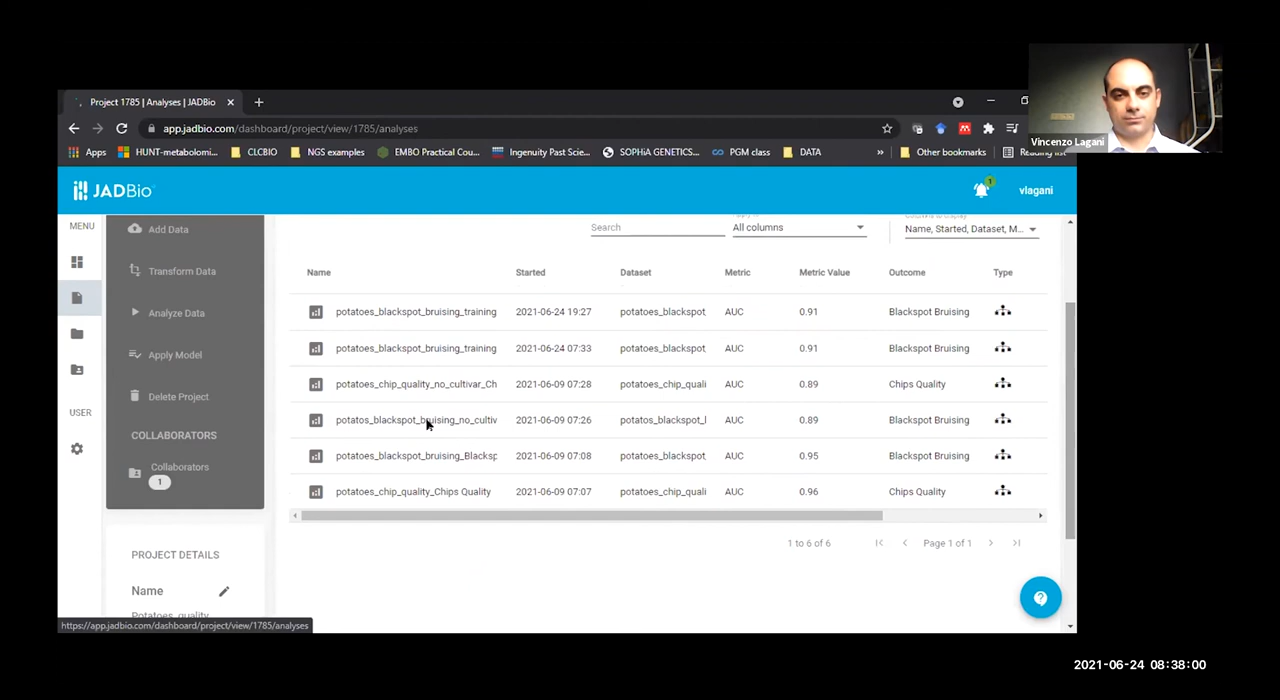 Project 1785 | Analyses | JADBio
app.jadbio.com/dashboard/project/view/1785/analyses
Vincenzo Lagani
Apps HUNT-metabolomi... CLCBIO NGS examples EMBO Practical Cou... Ingenuity Past Scie... SOPHiA GENETICS... PGM class DATA » Other bookmarks Reading list
JADBio
1
vlagani
MENU
Add Data
Transform Data
Analyze Data
Apply Model
Delete Project
COLLABORATORS
Collaborators
1
USER
PROJECT DETAILS
Name
Potatoes_quality
Search
All columns
Name, Started, Dataset, M...
Name Started Dataset Metric Metric Value Outcome Type
potatoes_blackspot_bruising_training 2021-06-24 19:27 potatoes_blackspot_ AUC 0.91 Blackspot Bruising
potatoes_blackspot_bruising_training 2021-06-24 07:33 potatoes_blackspot_ AUC 0.91 Blackspot Bruising
potatoes_chip_quality_no_cultivar_Ch 2021-06-09 07:28 potatoes_chip_quali AUC 0.89 Chips Quality
potatos_blackspot_bruising_no_cultiv 2021-06-09 07:26 potatos_blackspot_l AUC 0.89 Blackspot Bruising
potatoes_blackspot_bruising_Blacksp 2021-06-09 07:08 potatoes_blackspot_ AUC 0.95 Blackspot Bruising
potatoes_chip_quality_Chips Quality 2021-06-09 07:07 potatoes_chip_quali AUC 0.96 Chips Quality
1 to 6 of 6 Page 1 of 1
https://app.jadbio.com/dashboard/project/view/1785/analyses
2021-06-24 08:38:00